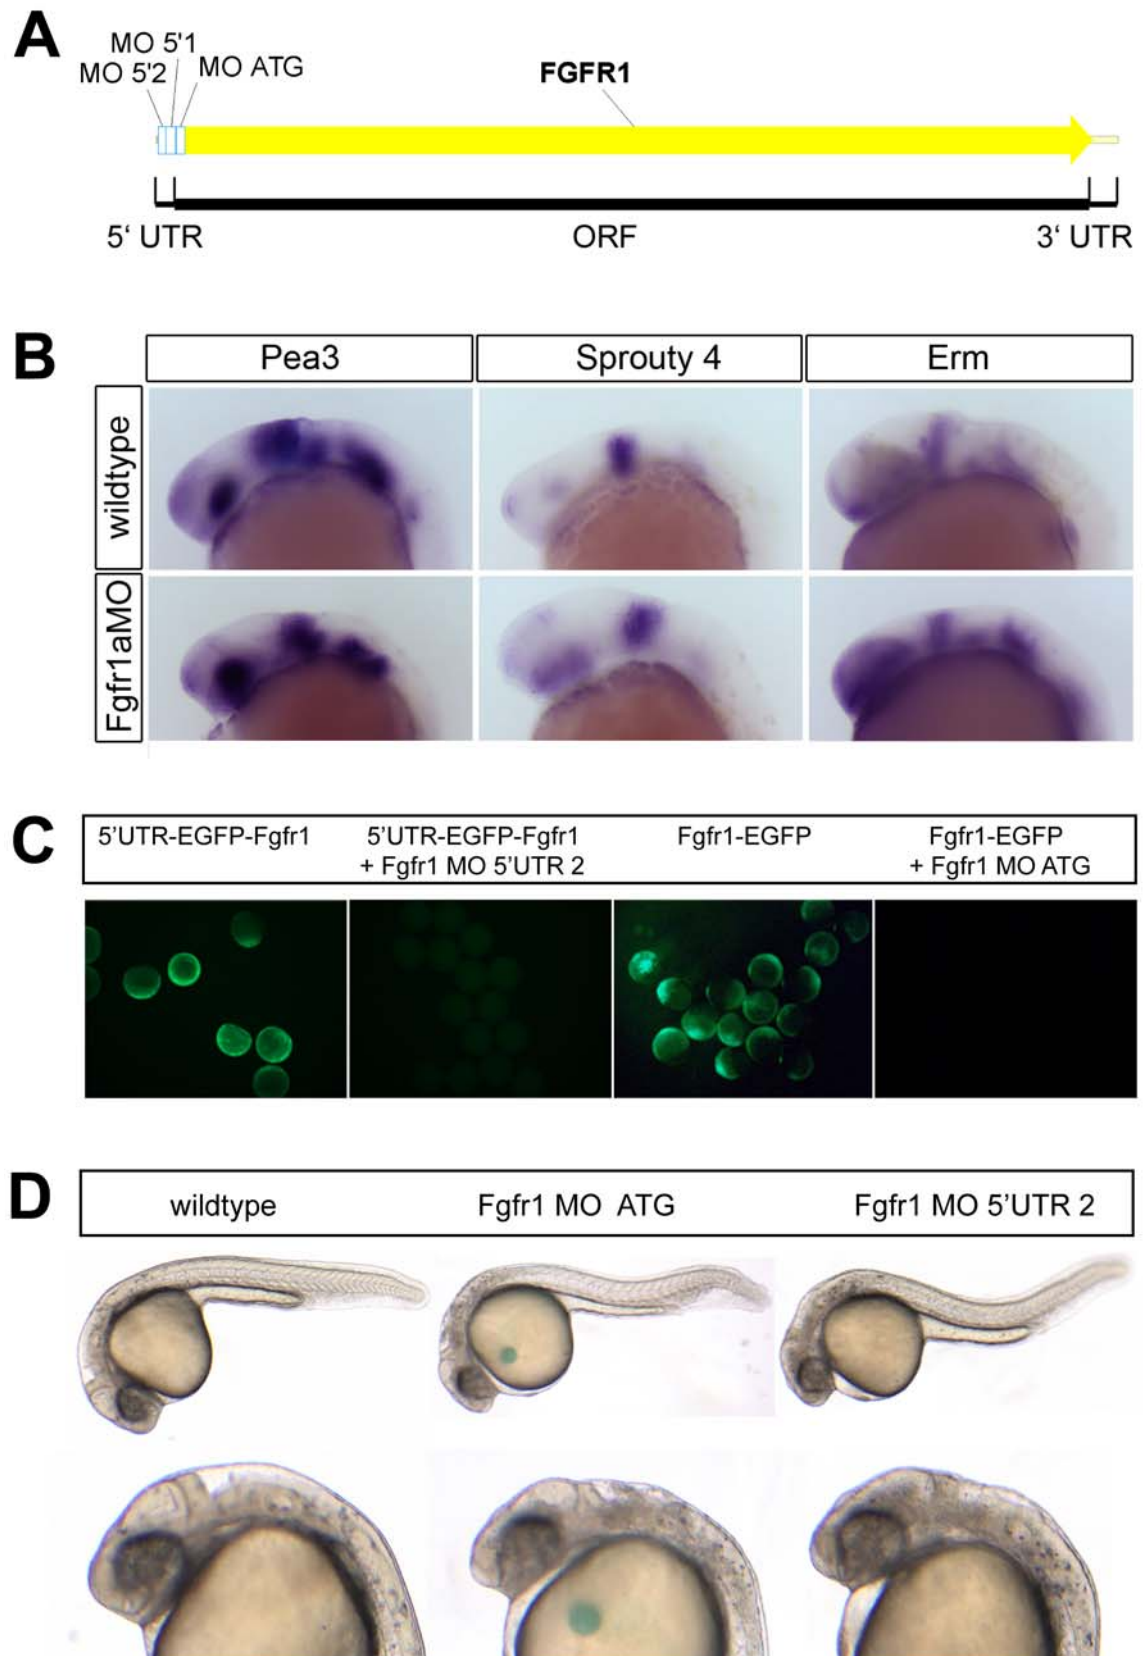 A
MO 5'1
MO 5'2
MO ATG
FGFR1
5‘ UTR
ORF
3‘ UTR
B
Pea3
Sprouty 4
Erm
wildtype
Fgfr1aMO
C
5’UTR-EGFP-Fgfr1
5’UTR-EGFP-Fgfr1
+ Fgfr1 MO 5’UTR 2
Fgfr1-EGFP
Fgfr1-EGFP
+ Fgfr1 MO ATG
D
wildtype
Fgfr1 MO ATG
Fgfr1 MO 5’UTR 2